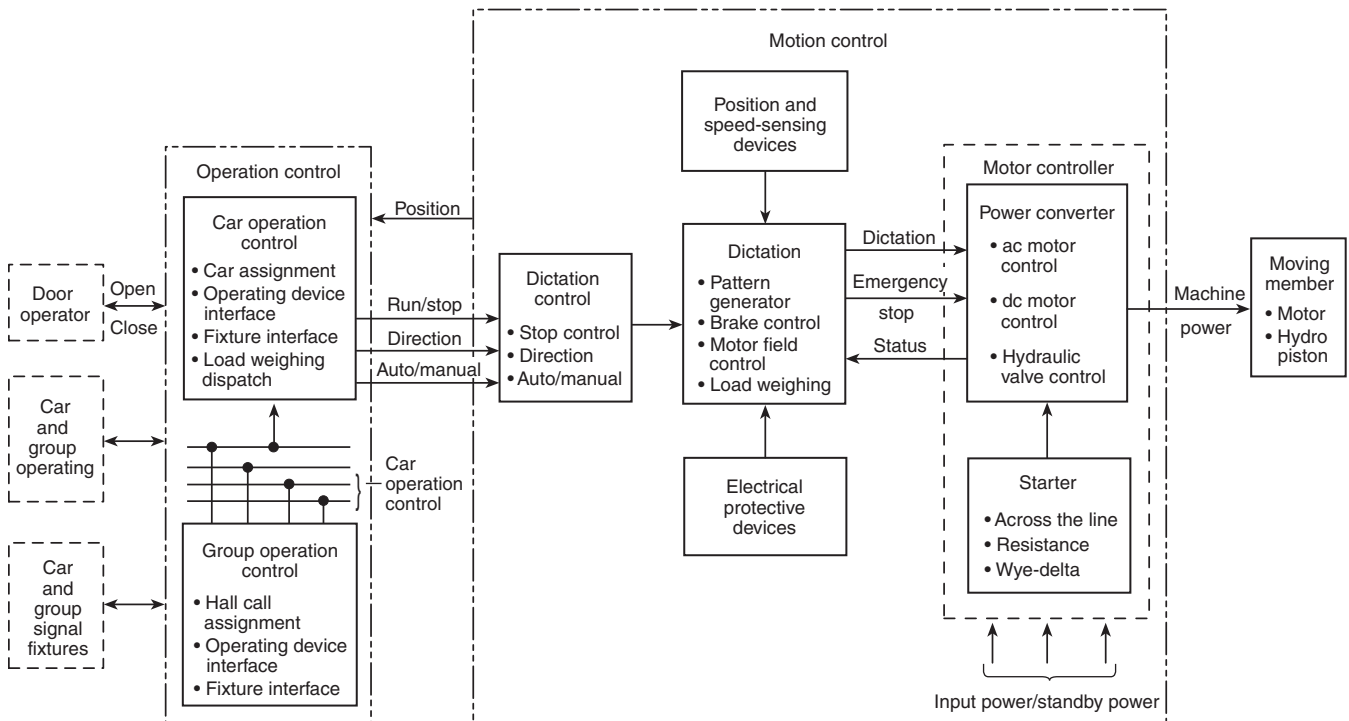 Motion control
Position and
speed-sensing
devices
Operation control
Motor controller
Car operation
control
• Car assignment
• Operating device
interface
• Fixture interface
• Load weighing
dispatch
Position
Door
operator
Open
Close
Run/stop
Direction
Auto/manual
Dictation
control
• Stop control
• Direction
• Auto/manual
Dictation
• Pattern
generator
• Brake control
• Motor field
control
• Load weighing
Dictation
Emergency
stop
Status
Power converter
• ac motor
control
• dc motor
control
• Hydraulic
valve control
Machine
power
Moving
member
• Motor
• Hydro
piston
Car
and
group
operating
Car
operation
control
Electrical
protective
devices
Starter
• Across the line
• Resistance
• Wye-delta
Car
and
group
signal
fixtures
Group operation
control
• Hall call
assignment
• Operating device
interface
• Fixture interface
Input power/standby power